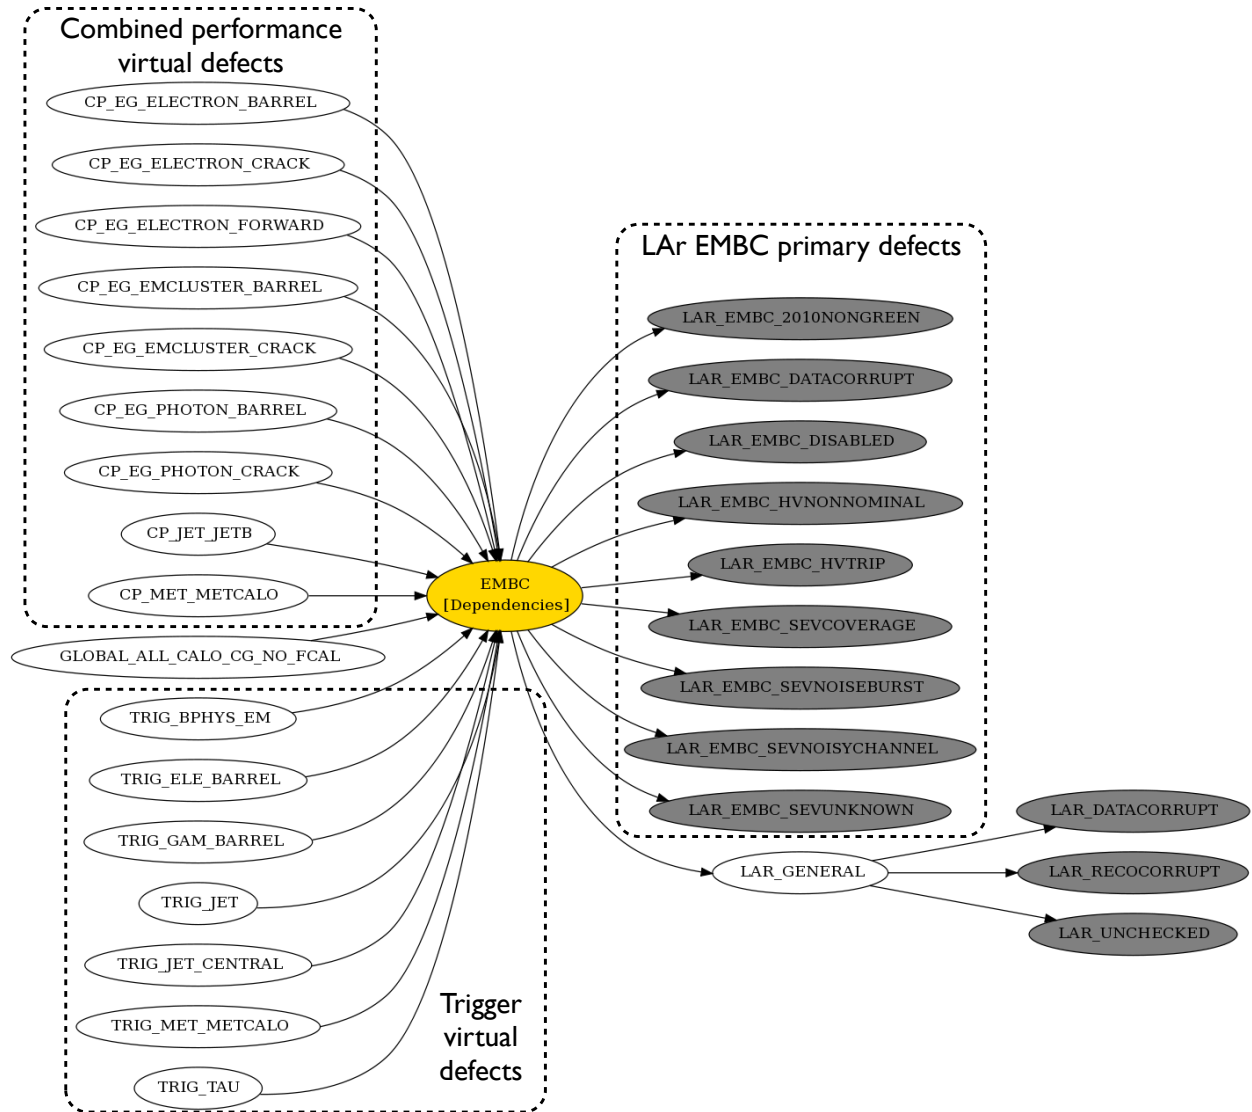 Combined performance
virtual defects
CP_EG_ELECTRON_BARREL
CP_EG_ELECTRON_CRACK
CP_EG_ELECTRON_FORWARD
CP_EG_EMCLUSTER_BARREL
CP_EG_EMCLUSTER_CRACK
CP_EG_PHOTON_BARREL
CP_EG_PHOTON_CRACK
CP_JET_JETB
CP_MET_METCALO
GLOBAL_ALL_CALO_CG_NO_FCAL
TRIG_BPHYS_EM
TRIG_ELE_BARREL
TRIG_GAM_BARREL
TRIG_JET
TRIG_JET_CENTRAL
TRIG_MET_METCALO
TRIG_TAU
Trigger
virtual
defects
EMBC
[Dependencies]
LAr EMBC primary defects
LAR_EMBC_2010NONGREEN
LAR_EMBC_DATACORRUPT
LAR_EMBC_DISABLED
LAR_EMBC_HVNONNOMINAL
LAR_EMBC_HVTRIP
LAR_EMBC_SEVCOVERAGE
LAR_EMBC_SEVNOISEBURST
LAR_EMBC_SEVNOISYCHANNEL
LAR_EMBC_SEVUNKNOWN
LAR_GENERAL
LAR_DATACORRUPT
LAR_RECOCORRUPT
LAR_UNCHECKED